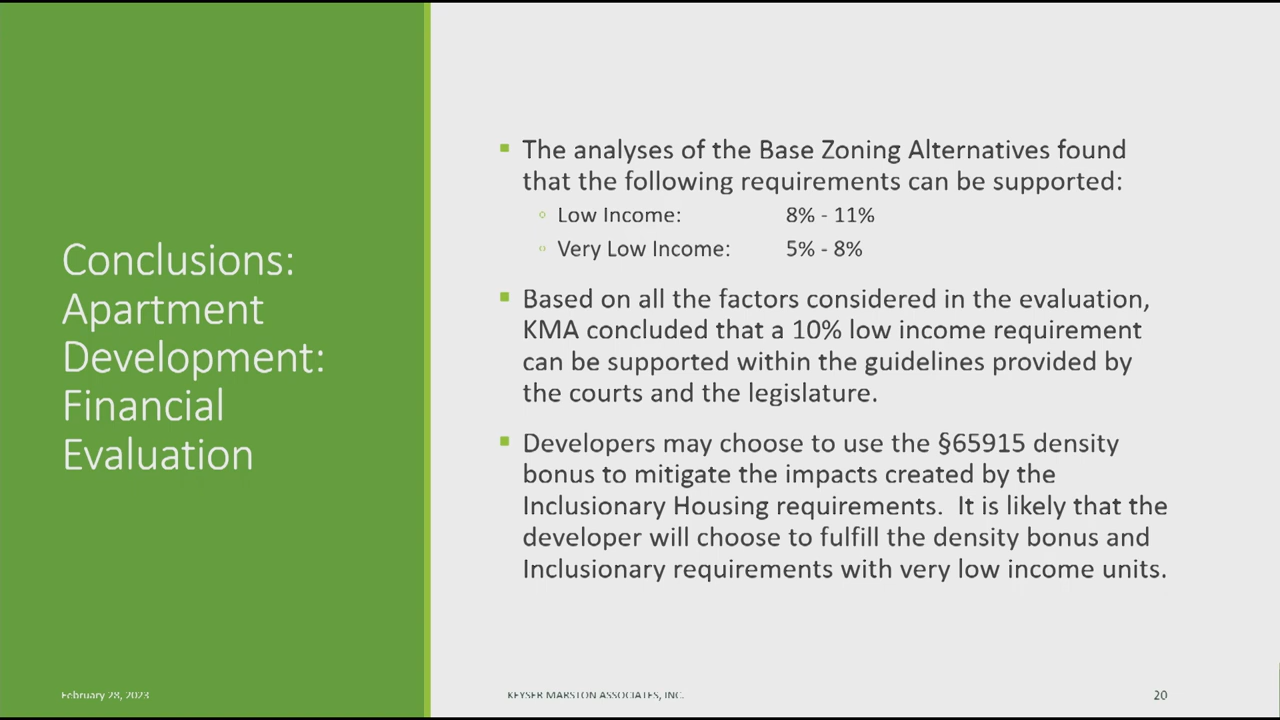 Conclusions:
Apartment
Development:
Financial
Evaluation
The analyses of the Base Zoning Alternatives found
that the following requirements can be supported:
Low Income: 8% - 11%
Very Low Income: 5% - 8%
Based on all the factors considered in the evaluation,
KMA concluded that a 10% low income requirement
can be supported within the guidelines provided by
the courts and the legislature.
Developers may choose to use the §65915 density
bonus to mitigate the impacts created by the
Inclusionary Housing requirements. It is likely that the
developer will choose to fulfill the density bonus and
Inclusionary requirements with very low income units.
February 28, 2023
KEYSER MARSTON ASSOCIATES, INC.
20